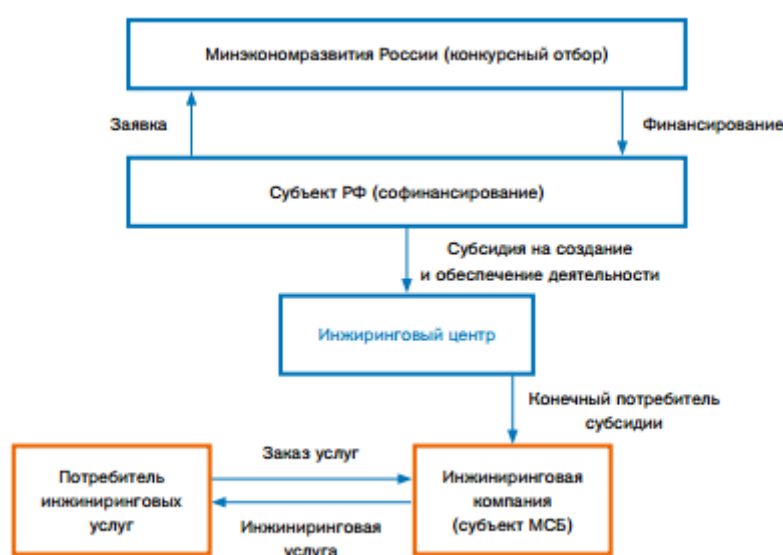 Минэкономразвития России (конкурсный отбор)
Заявка
Финансирование
Субъект РФ (софинансирование)
Субсидия на создание
и обеспечение деятельности
Инжиринговый центр
Конечный потребитель
субсидии
Заказ услуг
Потребитель
инжиниринговых
услуг
Инжиниринговая
компания
(субъект МСБ)
Инжиниринговая
услуга